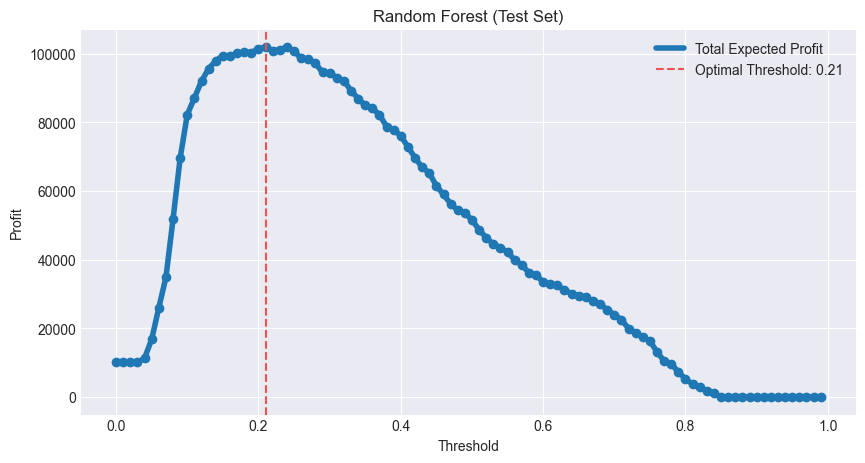 Random Forest (Test Set)
Total Expected Profit
Optimal Threshold: 0.21
100000
80000
60000
40000
20000
0
Profit
0.0 0.2 0.4 0.6 0.8 1.0
Threshold